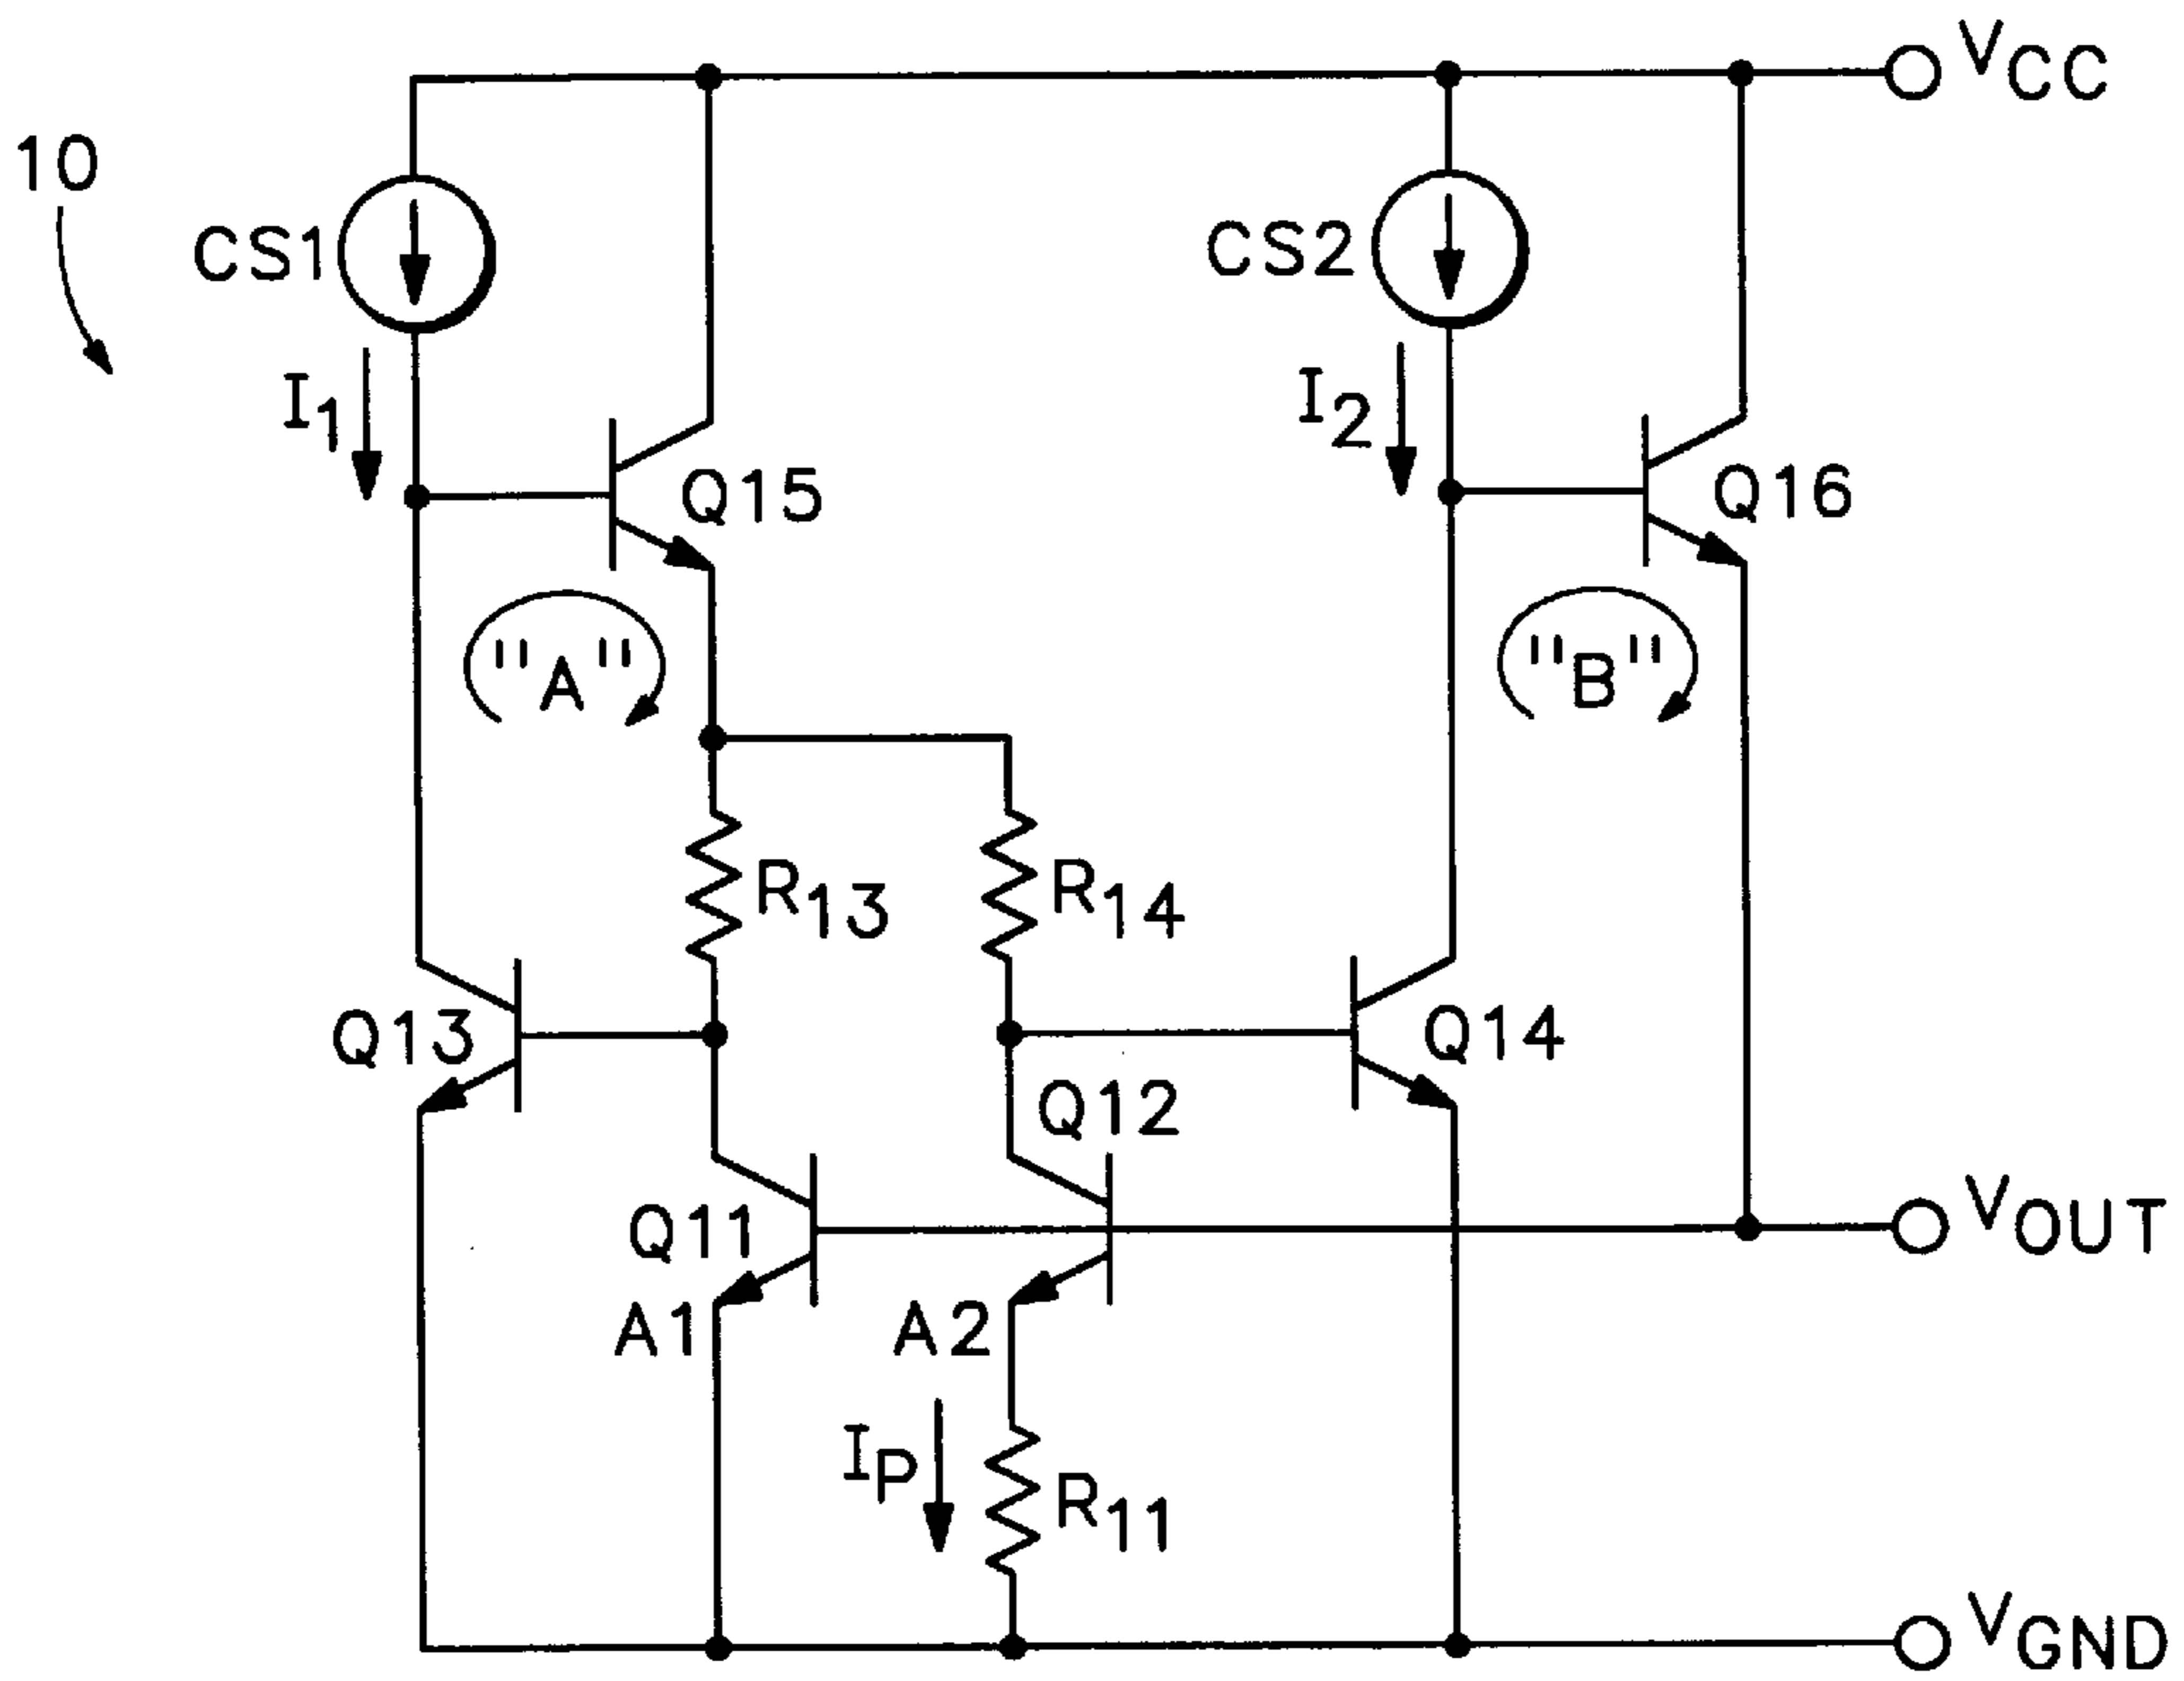 VCC
10
CS1
CS2
I1
I2
Q15
Q16
"A"
"B"
R13
R14
Q13
Q14
Q12
Q11
VOUT
A1
A2
IP
R11
VGND